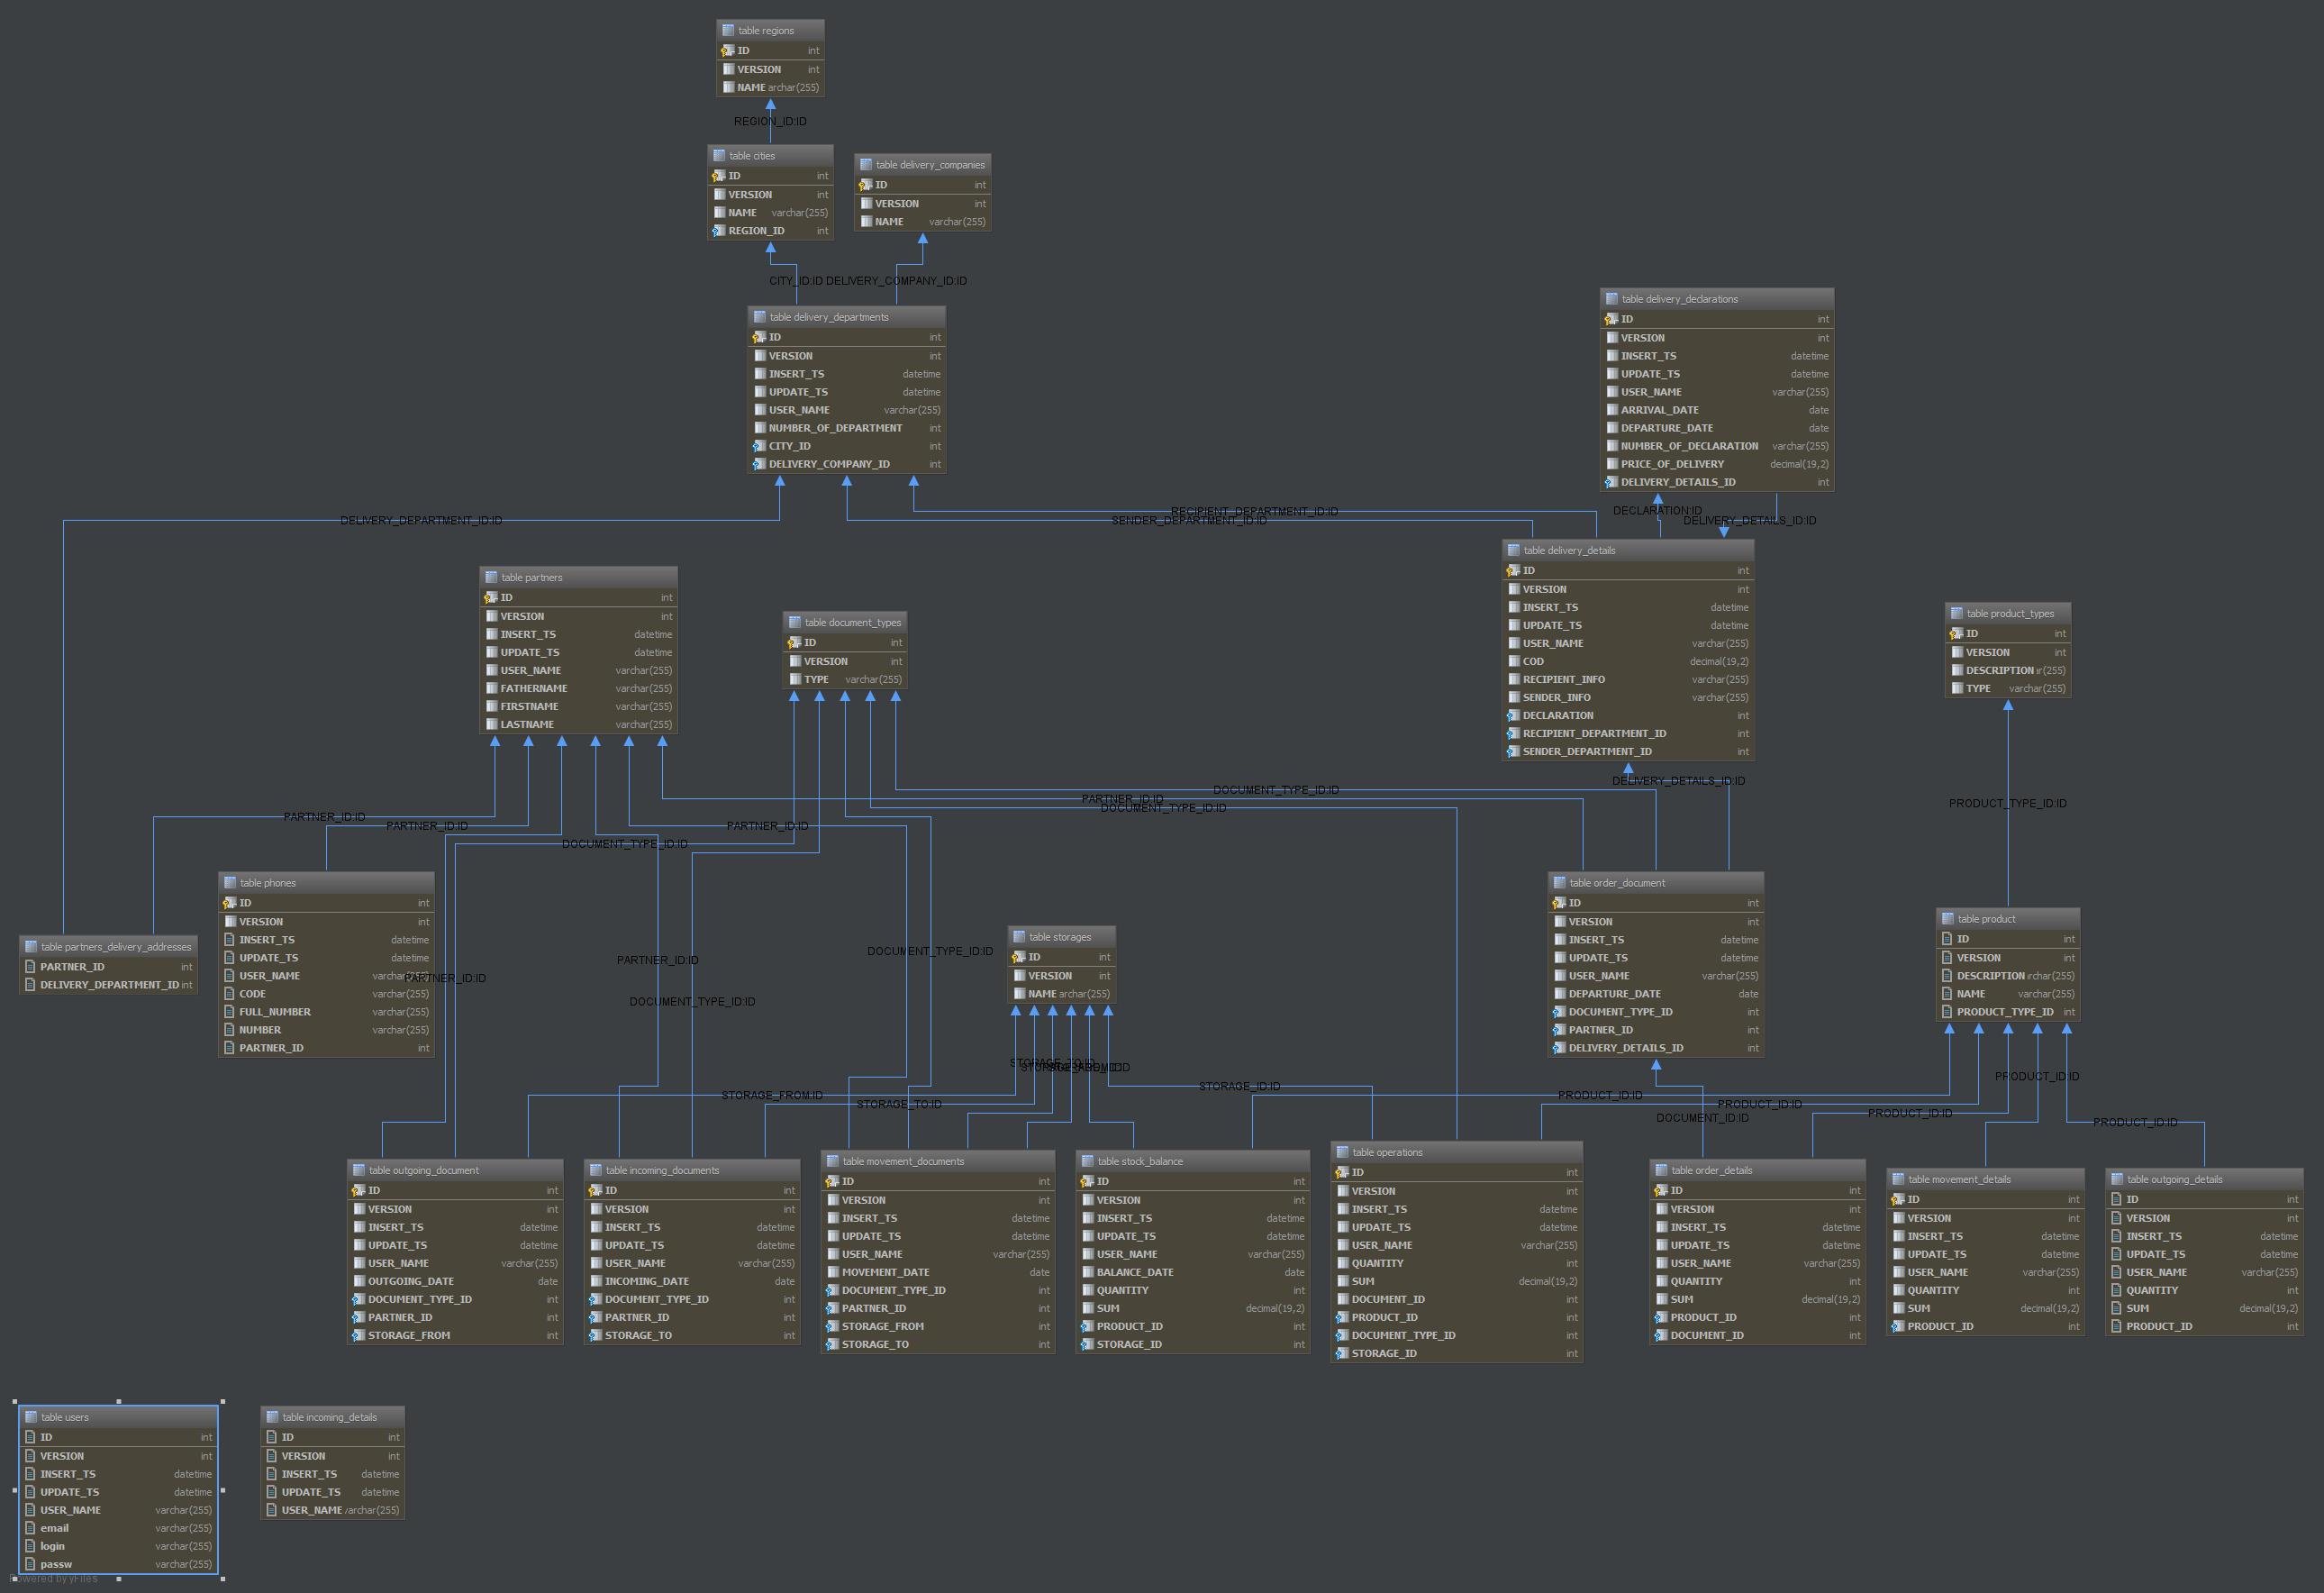 table regions
ID int
VERSION int
NAME archar(255)
REGION_ID:ID
table cities
ID int
VERSION int
NAME varchar(255)
REGION_ID int
table delivery_companies
ID int
VERSION int
NAME varchar(255)
CITY_ID:ID
DELIVERY_COMPANY_ID:ID
table delivery_departments
ID int
VERSION int
INSERT_TS datetime
UPDATE_TS datetime
USER_NAME varchar(255)
NUMBER_OF_DEPARTMENT int
CITY_ID int
DELIVERY_COMPANY_ID int
table delivery_declarations
ID int
VERSION int
INSERT_TS datetime
UPDATE_TS datetime
USER_NAME varchar(255)
ARRIVAL_DATE date
DEPARTURE_DATE date
NUMBER_OF_DECLARATION varchar(255)
PRICE_OF_DELIVERY decimal(19,2)
DELIVERY_DETAILS_ID int
DELIVERY_DEPARTMENT_ID:ID
RECIPIENT_DEPARTMENT_ID:ID
SENDER_DEPARTMENT_ID:ID
DECLARATION:ID
DELIVERY_DETAILS_ID:ID
table partners
ID int
VERSION int
INSERT_TS datetime
UPDATE_TS datetime
USER_NAME varchar(255)
FATHERNAME varchar(255)
FIRSTNAME varchar(255)
LASTNAME varchar(255)
table document_types
ID int
VERSION int
TYPE varchar(255)
table delivery_details
ID int
VERSION int
INSERT_TS datetime
UPDATE_TS datetime
USER_NAME varchar(255)
COD decimal(19,2)
RECIPIENT_INFO varchar(255)
SENDER_INFO varchar(255)
DECLARATION int
RECIPIENT_DEPARTMENT_ID int
SENDER_DEPARTMENT_ID int
table product_types
ID int
VERSION int
DESCRIPTION ır(255)
TYPE varchar(255)
DELIVERY_DETAILS_ID:ID
DOCUMENT_TYPE_ID:ID
PARTNER_ID:ID
DOCUMENT_TYPE_ID:ID
PRODUCT_TYPE_ID:ID
PARTNER_ID:ID
PARTNER_ID:ID
PARTNER_ID:ID
DOCUMENT_TYPE_ID:ID
table phones
ID int
VERSION int
INSERT_TS datetime
UPDATE_TS datetime
USER_NAME
CODE varchar(255)
FULL_NUMBER varchar(255)
NUMBER varchar(255)
PARTNER_ID int
table partners_delivery_addresses
PARTNER_ID int
DELIVERY_DEPARTMENT_ID int
PARTNER_ID:ID
PARTNER_ID:ID
DOCUMENT_TYPE_ID:ID
DOCUMENT_TYPE_ID:ID
table storages
ID int
VERSION int
NAME archar(255)
table order_document
ID int
VERSION int
INSERT_TS datetime
UPDATE_TS datetime
USER_NAME varchar(255)
DEPARTURE_DATE date
DOCUMENT_TYPE_ID int
PARTNER_ID int
DELIVERY_DETAILS_ID int
table product
ID int
VERSION int
DESCRIPTION ırchar(255)
NAME varchar(255)
PRODUCT_TYPE_ID int
STORAGE_TO:ID
STORAGE_FROM:ID
STORAGE_TO:ID
STORAGE_ID:ID
PRODUCT_ID:ID
PRODUCT_ID:ID
PRODUCT_ID:ID
PRODUCT_ID:ID
PRODUCT_ID:ID
DOCUMENT_ID:ID
table outgoing_document
ID int
VERSION int
INSERT_TS datetime
UPDATE_TS datetime
USER_NAME varchar(255)
OUTGOING_DATE date
DOCUMENT_TYPE_ID int
PARTNER_ID int
STORAGE_FROM int
table incoming_documents
ID int
VERSION int
INSERT_TS datetime
UPDATE_TS datetime
USER_NAME varchar(255)
INCOMING_DATE date
DOCUMENT_TYPE_ID int
PARTNER_ID int
STORAGE_TO int
table movement_documents
ID int
VERSION int
INSERT_TS datetime
UPDATE_TS datetime
USER_NAME varchar(255)
MOVEMENT_DATE date
DOCUMENT_TYPE_ID int
PARTNER_ID int
STORAGE_FROM int
STORAGE_TO int
table stock_balance
ID int
VERSION int
INSERT_TS datetime
UPDATE_TS datetime
USER_NAME varchar(255)
BALANCE_DATE date
QUANTITY int
SUM decimal(19,2)
PRODUCT_ID int
STORAGE_ID int
table operations
ID int
VERSION int
INSERT_TS datetime
UPDATE_TS datetime
USER_NAME varchar(255)
QUANTITY int
SUM decimal(19,2)
DOCUMENT_ID int
PRODUCT_ID int
DOCUMENT_TYPE_ID int
STORAGE_ID int
table order_details
ID int
VERSION int
INSERT_TS datetime
UPDATE_TS datetime
USER_NAME varchar(255)
QUANTITY int
SUM decimal(19,2)
PRODUCT_ID int
DOCUMENT_ID int
table movement_details
ID int
VERSION int
INSERT_TS datetime
UPDATE_TS datetime
USER_NAME varchar(255)
QUANTITY int
SUM decimal(19,2)
PRODUCT_ID int
table outgoing_details
ID int
VERSION int
INSERT_TS datetime
UPDATE_TS datetime
USER_NAME varchar(255)
QUANTITY int
SUM decimal(19,2)
PRODUCT_ID int
table users
ID int
VERSION int
INSERT_TS datetime
UPDATE_TS datetime
USER_NAME varchar(255)
email varchar(255)
login varchar(255)
passw varchar(255)
table incoming_details
ID int
VERSION int
INSERT_TS datetime
UPDATE_TS datetime
USER_NAME varchar(255)
Powered by yFiles